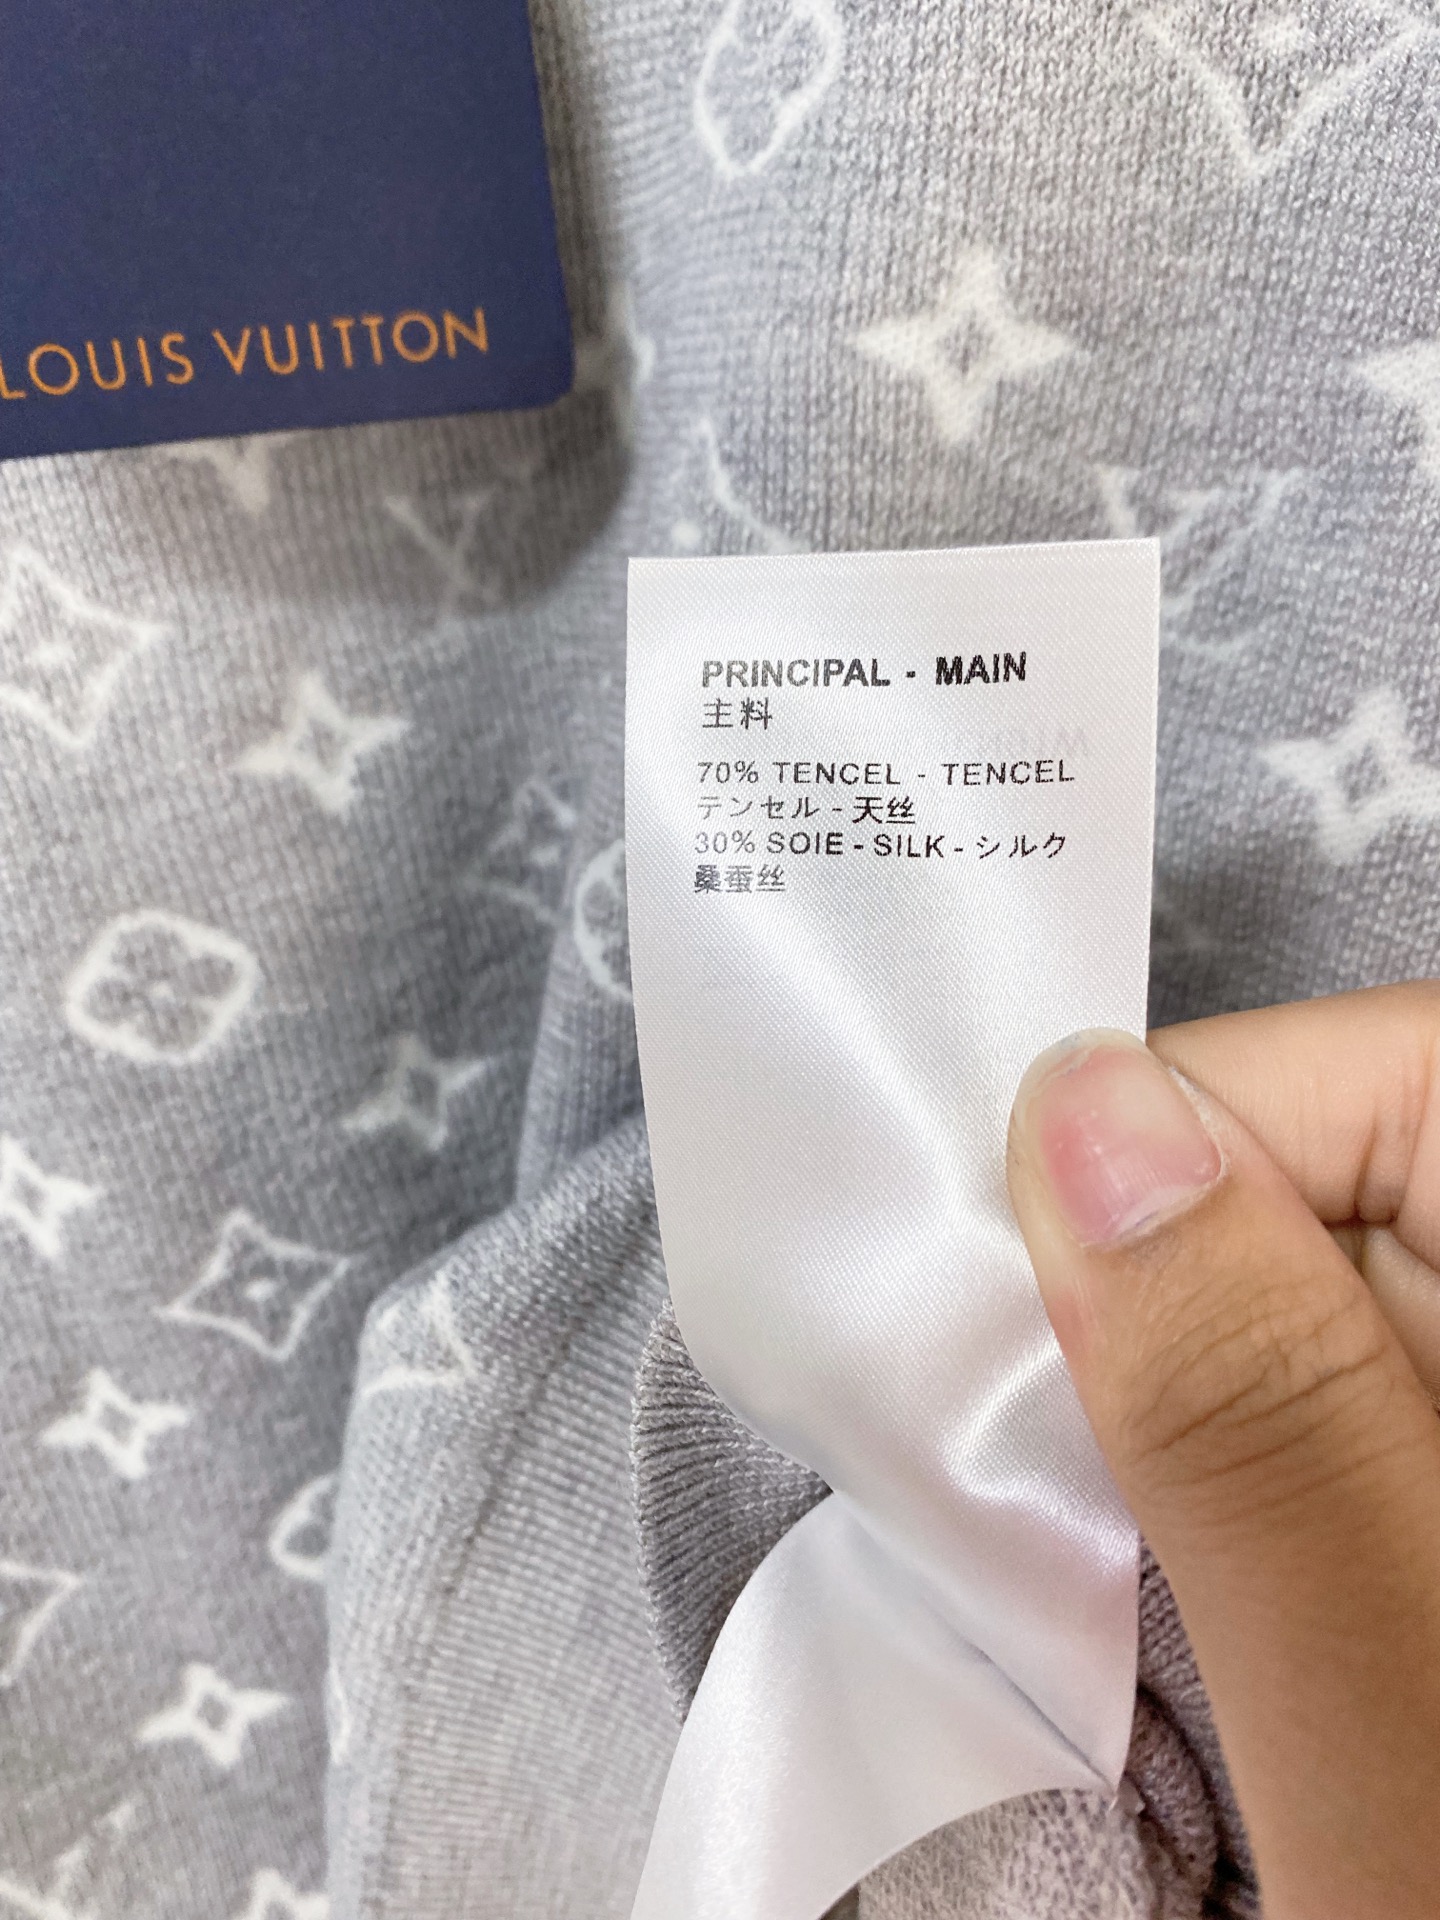 LOUIS VUITTON
PRINCIPAL - MAIN
主料
70% TENCEL - TENCEL
テンセル - 天丝
30% SOIE - SILK - シルク
桑蚕丝